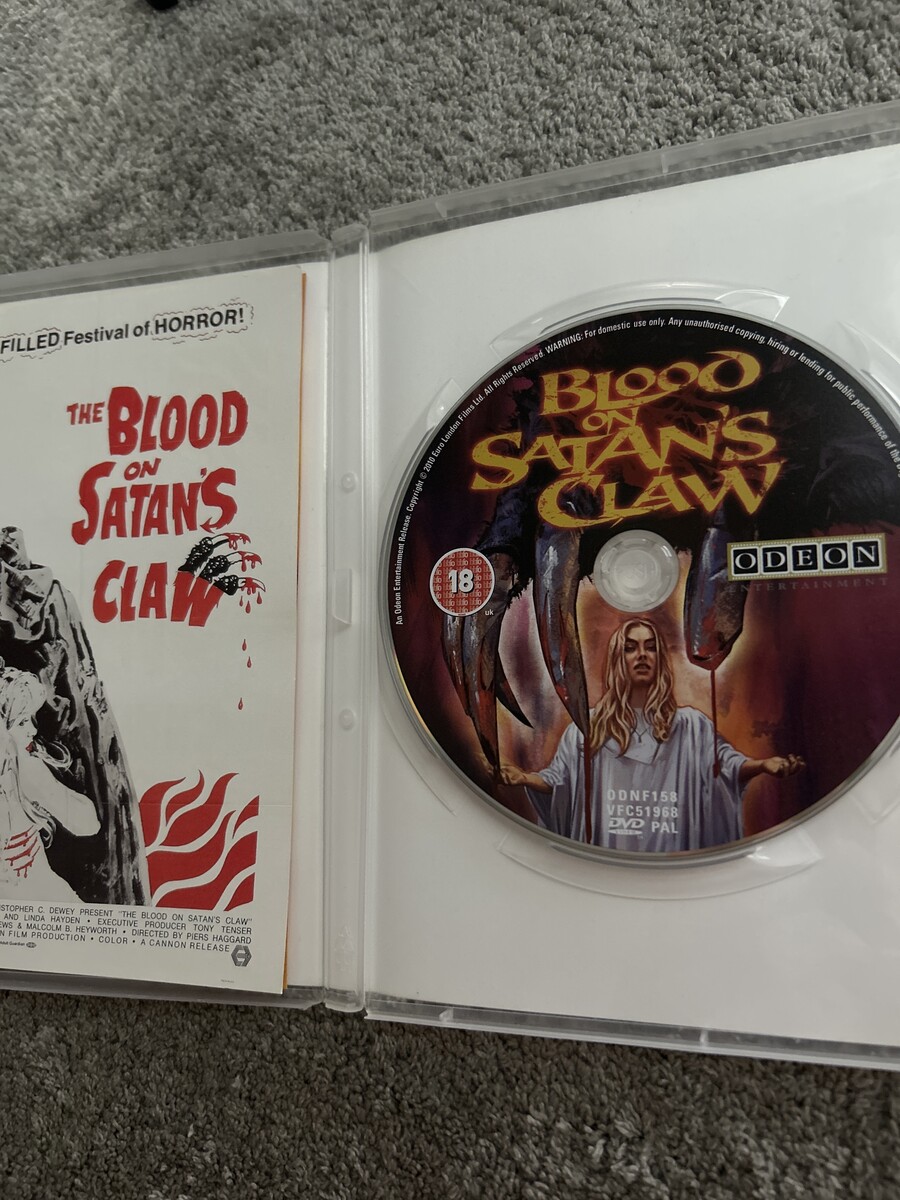 FILLED Festival of HORROR!
THE BLOOD
ON
SATAN'S
CLAW
PRESENT "THE BLOOD ON SATAN'S CLAW"
AND LINDA HAYDEN • EXECUTIVE PRODUCER TONY TENSER
& MALCOLM B. HEYWORTH • DIRECTED BY PIERS HAGGARD
FILM PRODUCTION • COLOR • A CANNON RELEASE
An Odeon Entertainment Release. Copyright © 2010 Euro London Films Ltd. All Rights Reserved. WARNING: For domestic use only. Any unauthorised copying, hiring or lending for public performance of the
BLOOD
ON
SATAN'S
CLAW
ODEON
ENTERTAINMENT
18
UK
ODNF158
VFC51968
DVD PAL
VIDEO